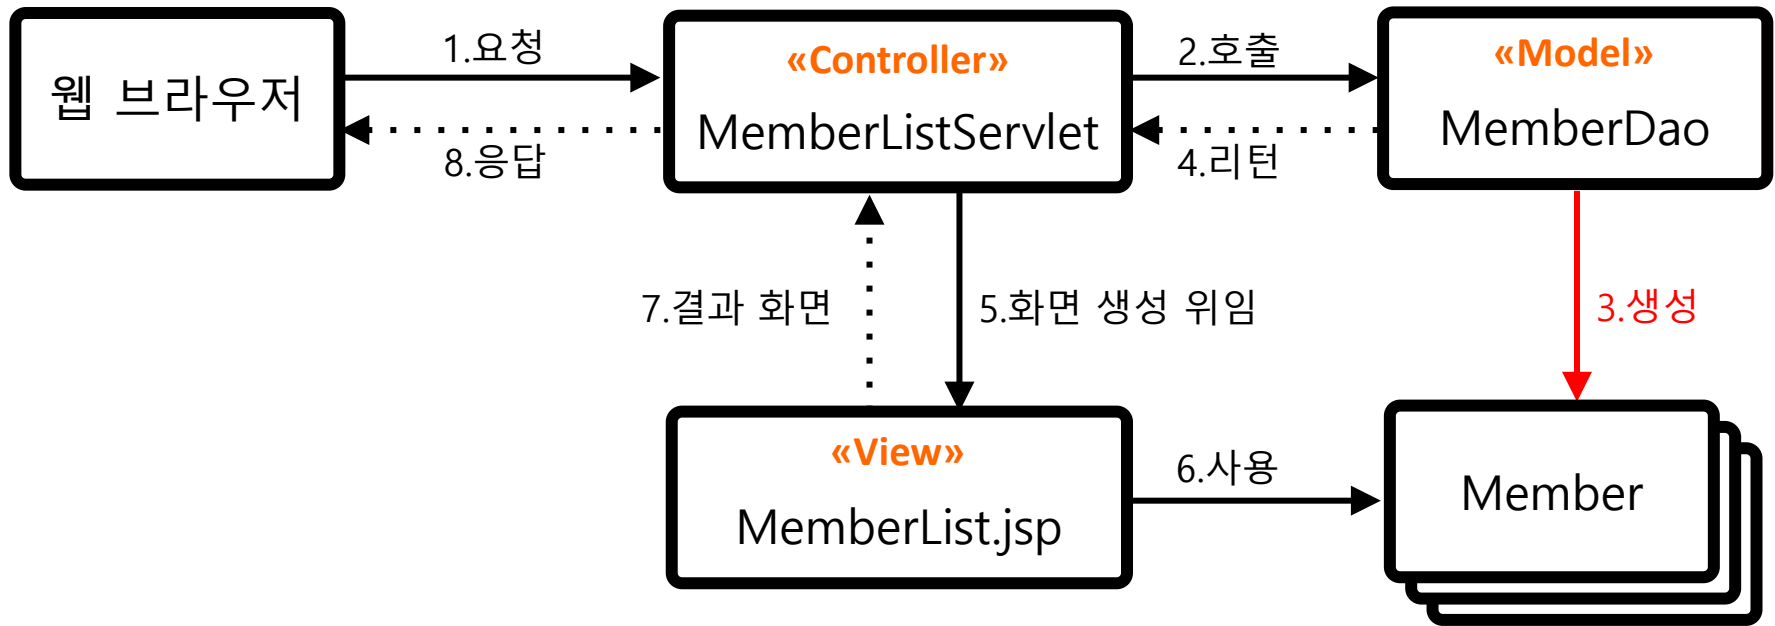 웹 브라우저
1.요청
8.응답
«Controller»
MemberListServlet
2.호출
4.리턴
«Model»
MemberDao
7.결과 화면
5.화면 생성 위임
3.생성
«View»
MemberList.jsp
6.사용
Member